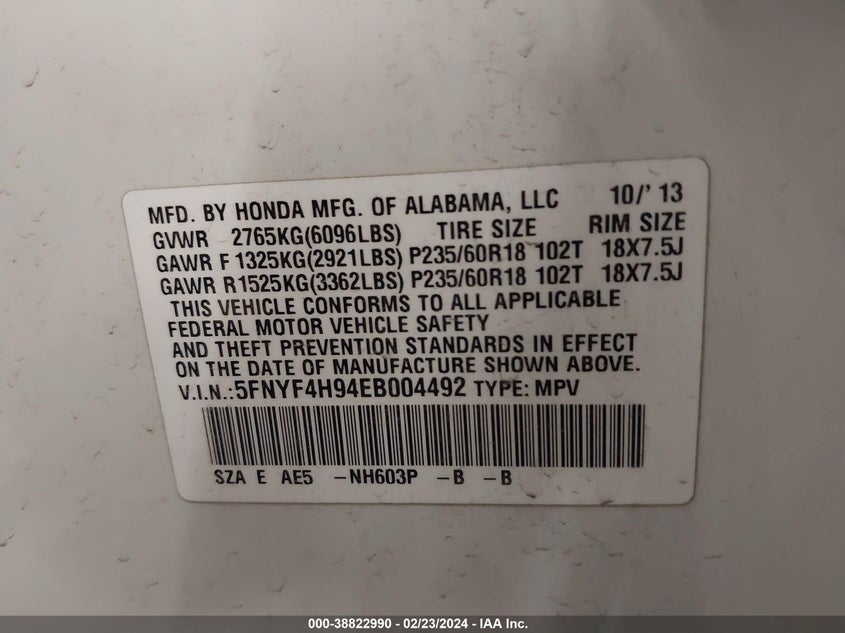 MFD. BY HONDA MFG. OF ALABAMA, LLC 10/' 13
GVWR 2765KG(6096LBS) TIRE SIZE RIM SIZE
GAWR F 1325KG(2921LBS) P235/60R18 102T 18X7.5J
GAWR R1525KG(3362LBS) P235/60R18 102T 18X7.5J
THIS VEHICLE CONFORMS TO ALL APPLICABLE
FEDERAL MOTOR VEHICLE SAFETY
AND THEFT PREVENTION STANDARDS IN EFFECT
ON THE DATE OF MANUFACTURE SHOWN ABOVE.
V.I.N.:5FNYF4H94EB004492 TYPE: MPV
SZA E AE5 -NH603P -B -B
000-38822990 - 02/23/2024 - IAA Inc.